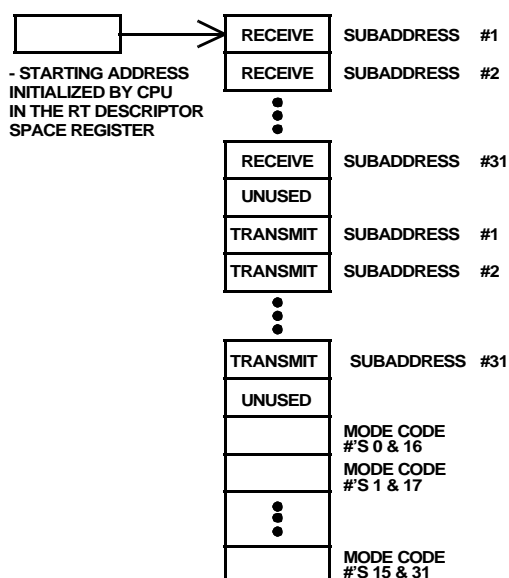 RECEIVE SUBADDRESS #1
- STARTING ADDRESS
INITIALIZED BY CPU
IN THE RT DESCRIPTOR
SPACE REGISTER
RECEIVE SUBADDRESS #2
RECEIVE SUBADDRESS #31
UNUSED
TRANSMIT SUBADDRESS #1
TRANSMIT SUBADDRESS #2
TRANSMIT SUBADDRESS #31
UNUSED
MODE CODE
#'S 0 & 16
MODE CODE
#'S 1 & 17
MODE CODE
#'S 15 & 31